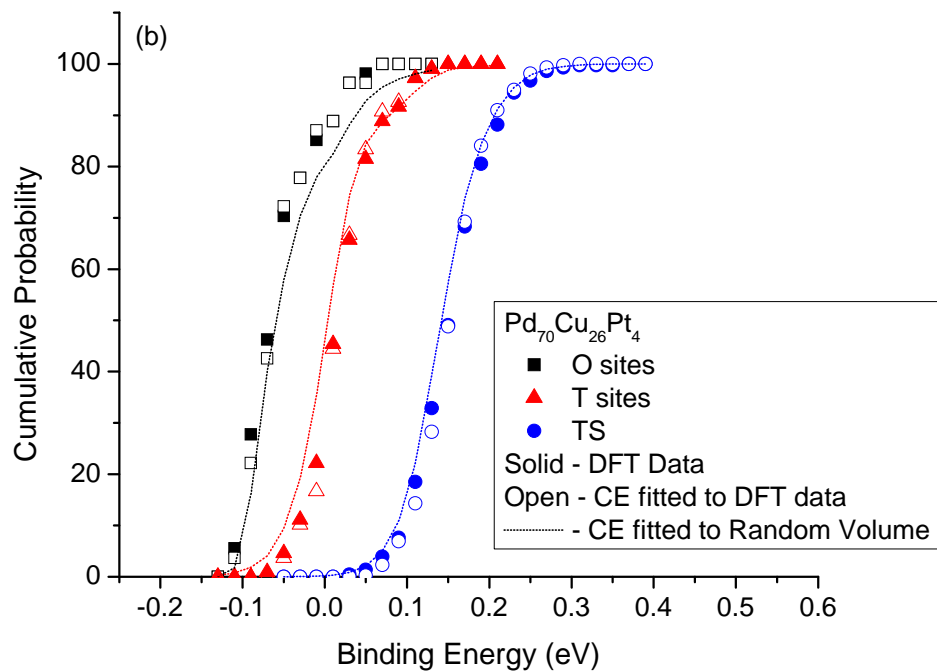 (b)
Cumulative Probability
100
80
60
40
20
0
-0.2 -0.1 0.0 0.1 0.2 0.3 0.4 0.5 0.6
Binding Energy (eV)
Pd₇₀Cu₂₆Pt₄
O sites
T sites
TS
Solid - DFT Data
Open - CE fitted to DFT data
- CE fitted to Random Volume